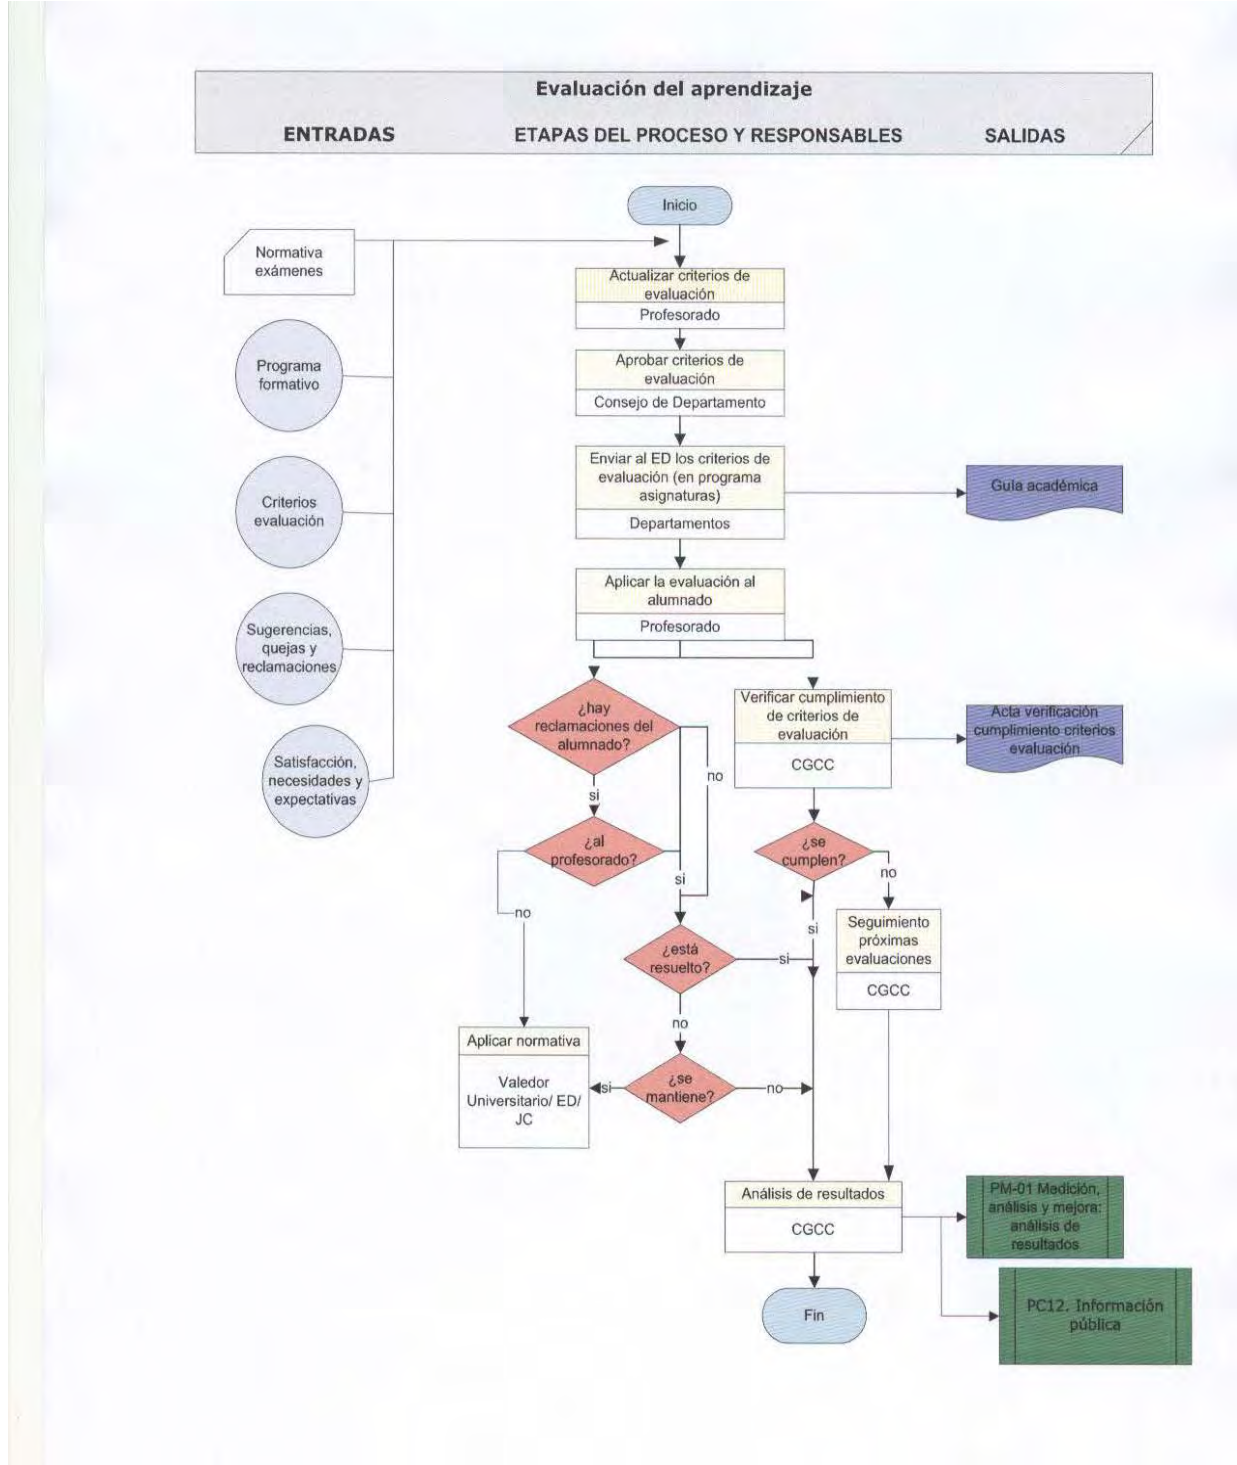 Evaluación del aprendizaje
ENTRADAS
ETAPAS DEL PROCESO Y RESPONSABLES
SALIDAS
Inicio
Normativa
exámenes
Actualizar criterios de
evaluación
Profesorado
Programa
formativo
Aprobar criterios de
evaluación
Consejo de Departamento
Criterios
evaluación
Enviar al ED los criterios de
evaluación (en programa
asignaturas)
Departamentos
Guía académica
Aplicar la evaluación al
alumnado
Profesorado
Sugerencias,
quejas y
reclamaciones
¿hay
reclamaciones del
alumnado?
Verificar cumplimiento
de criterios de
evaluación
CGCC
Acta verificación
cumplimiento criterios
evaluación
Satisfacción,
necesidades y
expectativas
no
si
¿al
profesorado?
¿se
cumplen?
no
si
no
si
Seguimiento
próximas
evaluaciones
CGCC
¿está
resuelto?
si
no
Aplicar normativa
Valedor
Universitario/ ED/
JC
si
¿se
mantiene?
no
Análisis de resultados
CGCC
PM-01 Medición,
análisis y mejora:
análisis de
resultados
Fin
PC12. Información
pública